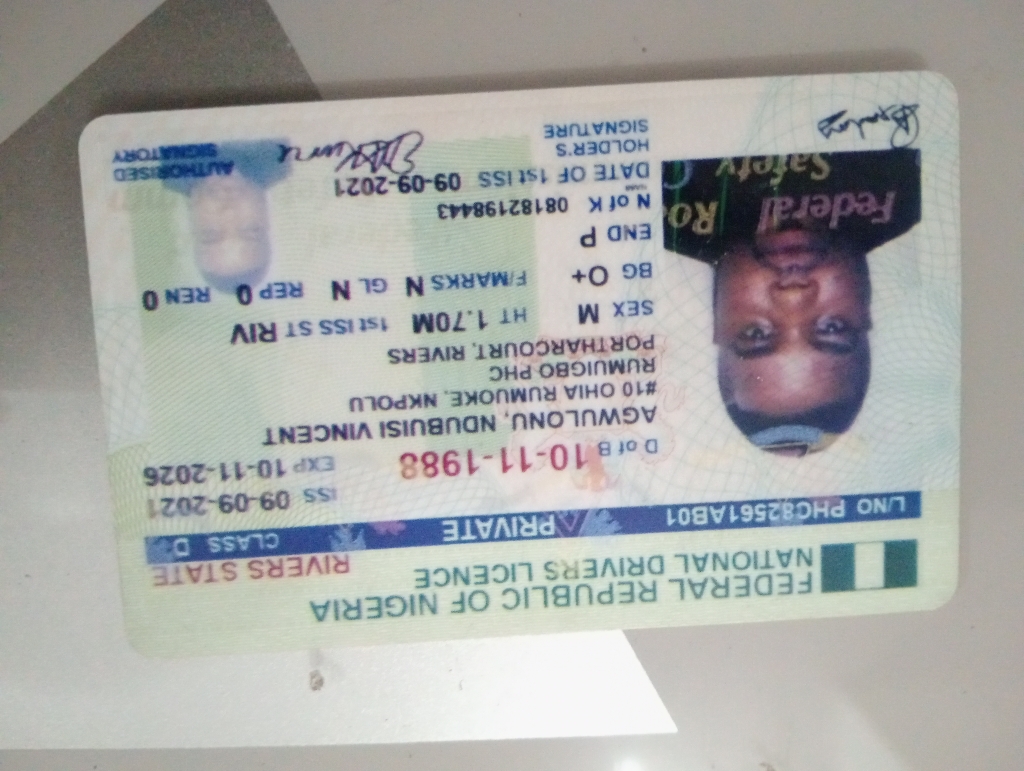 FEDERAL REPUBLIC OF NIGERIA
NATIONAL DRIVERS LICENCE
RIVERS STATE
L/NO PHC82561AB01 PRIVATE CLASS D
ISS 09-09-2021
D of B 10-11-1988 EXP 10-11-2026
AGWULONU, NDUBUISI VINCENT
#10 OHIA RUMUOKE, NKPOLU
RUMUIGBO PHC
PORTHARCOURT, RIVERS
SEX M HT 1.70M 1st ISS ST RIV
BG O+ F/MARKS N GL N REP 0 REN 0
END P
N of K 08182198443
DATE OF 1st ISS 09-09-2021
HOLDER'S
SIGNATURE
AUTHORISED
SIGNATORY
Federal
Ro
Safety